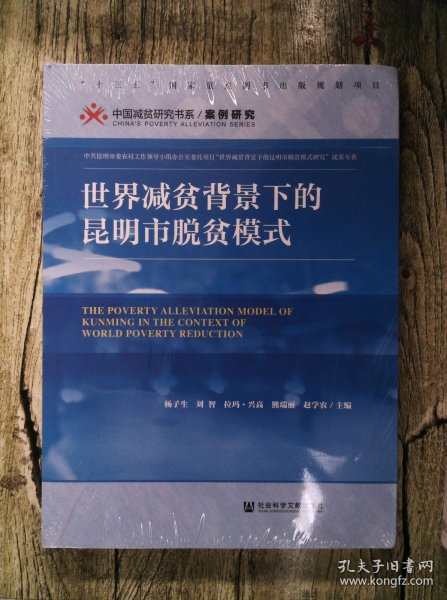 "十三五"国家重点图书出版规划项目
中国减贫研究书系/案例研究
CHINA'S POVERTY ALLEVIATION SERIES
中共昆明市委农村工作领导小组办公室委托项目"世界减贫背景下的昆明市脱贫模式研究"成果专著
世界减贫背景下的
昆明市脱贫模式
THE POVERTY ALLEVIATION MODEL OF
KUNMING IN THE CONTEXT OF
WORLD POVERTY REDUCTION
杨子生 刘智 拉玛·兴高 熊瑞丽 赵学农/主编
社会科学文献出版社
孔夫子旧书网
www.kongfz.com